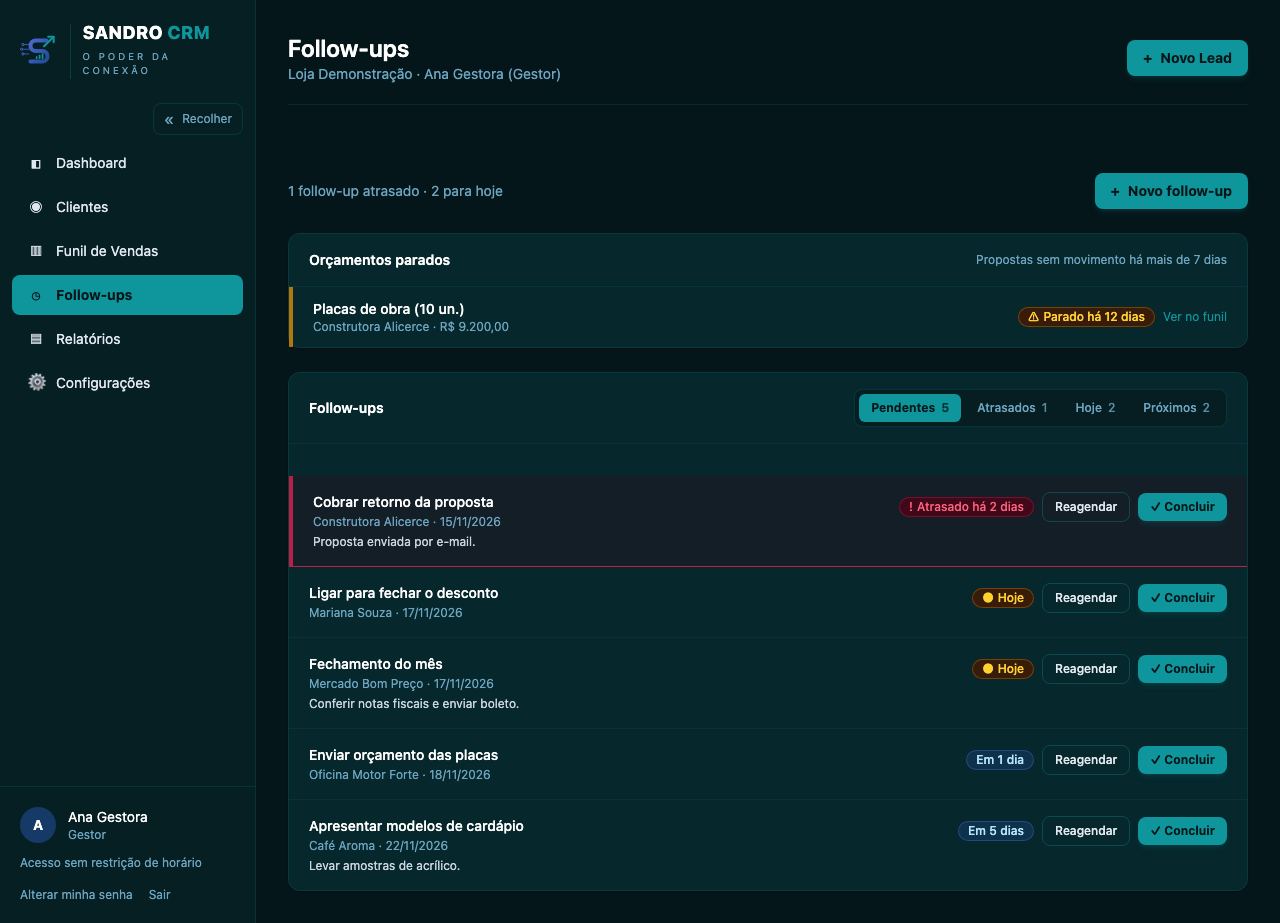 SANDRO CRM
O PODER DA
CONEXÃO
« Recolher
Dashboard
Clientes
Funil de Vendas
Follow-ups
Relatórios
Configurações
A
Ana Gestora
Gestor
Acesso sem restrição de horário
Alterar minha senha Sair
Follow-ups
Loja Demonstração · Ana Gestora (Gestor)
+ Novo Lead
1 follow-up atrasado · 2 para hoje
+ Novo follow-up
Orçamentos parados
Propostas sem movimento há mais de 7 dias
Placas de obra (10 un.)
Construtora Alicerce · R$ 9.200,00
⚠ Parado há 12 dias Ver no funil
Follow-ups
Pendentes 5 Atrasados 1 Hoje 2 Próximos 2
Cobrar retorno da proposta
Construtora Alicerce · 15/11/2026
Proposta enviada por e-mail.
! Atrasado há 2 dias Reagendar ✓ Concluir
Ligar para fechar o desconto
Mariana Souza · 17/11/2026
Hoje Reagendar ✓ Concluir
Fechamento do mês
Mercado Bom Preço · 17/11/2026
Conferir notas fiscais e enviar boleto.
Hoje Reagendar ✓ Concluir
Enviar orçamento das placas
Oficina Motor Forte · 18/11/2026
Em 1 dia Reagendar ✓ Concluir
Apresentar modelos de cardápio
Café Aroma · 22/11/2026
Levar amostras de acrílico.
Em 5 dias Reagendar ✓ Concluir